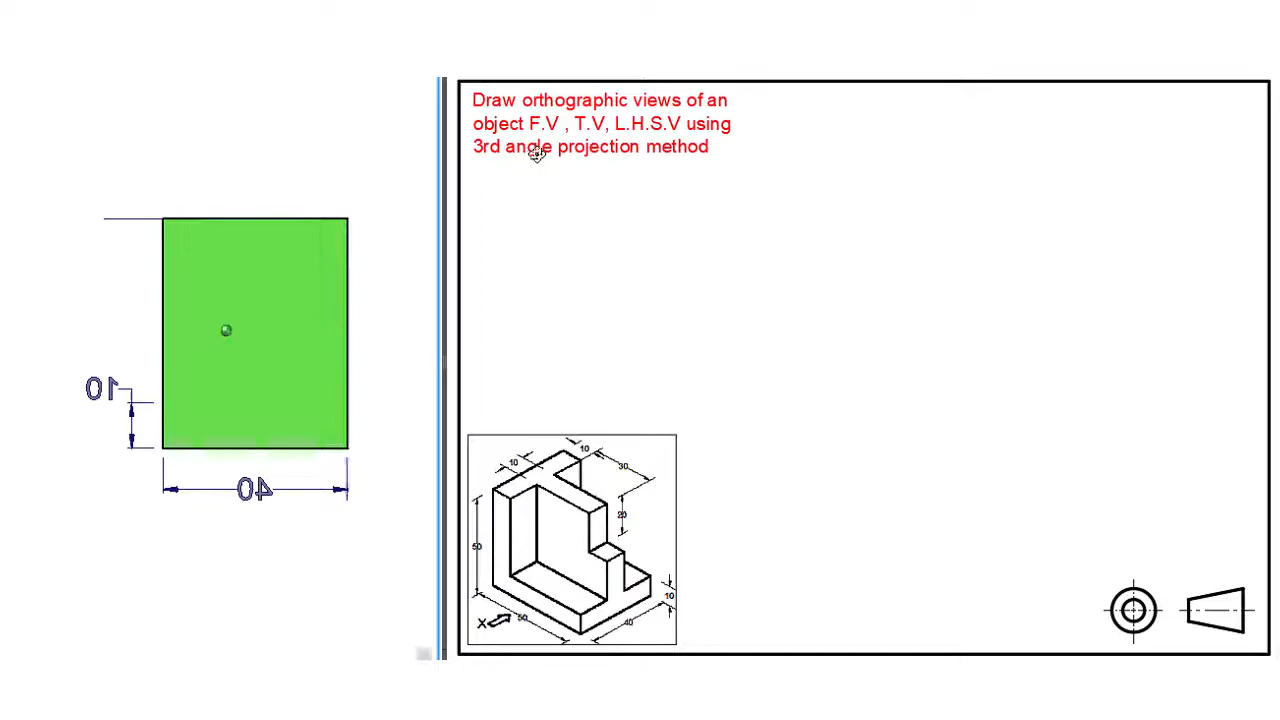 Draw orthographic views of an
object F.V , T.V, L.H.S.V using
3rd angle projection method
10
40
10
10
30
20
50
10
X
50
40